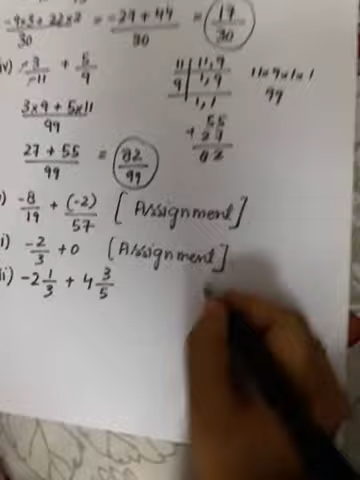 -9×3+22×2 / 30 = -27+44 / 30 = 17/30
iv) -3/-11 + 5/9
3×9+5×11 / 99
27+55 / 99 = 82/99
11 | 11,9
9 | 1,9
1,1
11×9×1×1
99
55
+27
82
) -8/19 + (-2)/57 [Assignment]
i) -2/3 + 0 [Assignment]
ii) -2 1/3 + 4 3/5